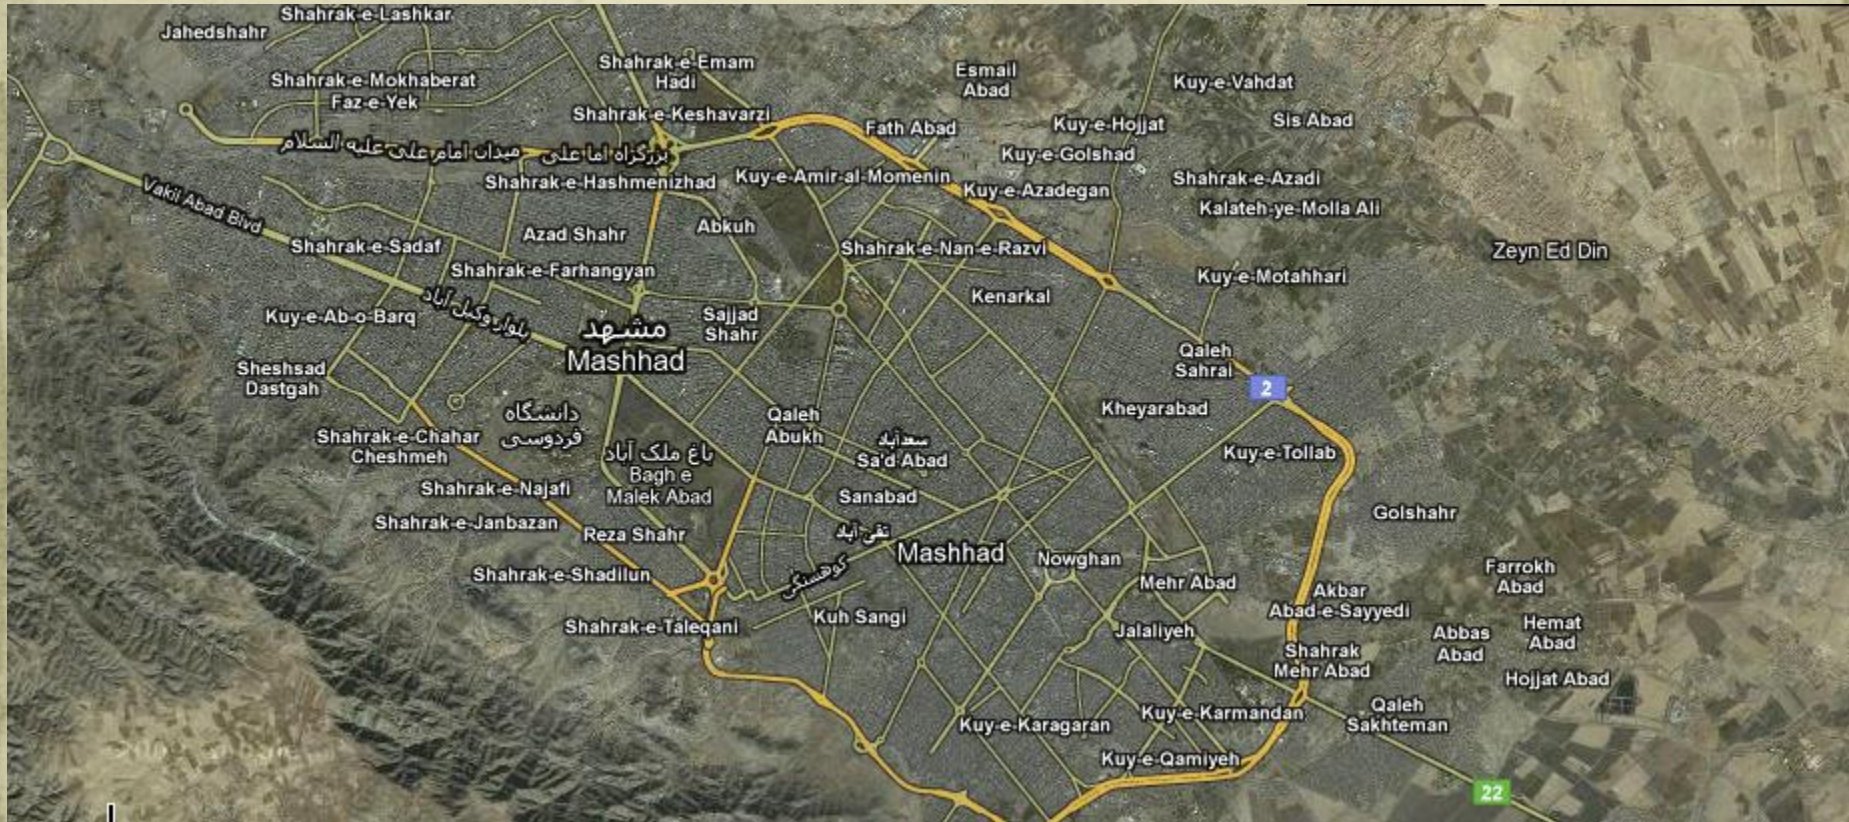 Shahrak-e-Lashkar
Jahedshahr
Shahrak-e-Emam
Hadi
Esmail
Abad
Shahrak-e-Mokhaberat
Faz-e-Yek
Kuy-e-Vahdat
Shahrak-e-Keshavarzi
Fath Abad
Kuy-e-Hojjat
Sis Abad
میدان امام علی علیه السلام
بزرگراه اما علی
Kuy-e-Golshad
Shahrak-e-Hashmenizhad
Kuy-e-Amir-al-Momenin
Kuy-e-Azadegan
Shahrak-e-Azadi
Vakil Abad Blvd
Kalateh-ye-Molla Ali
Abkuh
Azad Shahr
Shahrak-e-Sadaf
Shahrak-e-Nan-e-Razvi
Zeyn Ed Din
Shahrak-e-Farhangyan
Kuy-e-Motahhari
Kenarkal
بلوار وکیل آباد
Kuy-e-Ab-o-Barq
Sajjad
Shahr
مشهد
Mashhad
Qaleh
Sahrai
Sheshsad
Dastgah
2
دانشگاه
فردوسی
Qaleh
Abukh
Kheyarabad
Shahrak-e-Chahar
Cheshmeh
سعدآباد
Sa'd Abad
باغ ملک آباد
Bagh e
Malek Abad
Kuy-e-Tollab
Shahrak-e-Najafi
Sanabad
Golshahr
Shahrak-e-Janbazan
Reza Shahr
تقی آباد
Mashhad
Nowghan
Shahrak-e-Shadilun
کوهسنگی
Mehr Abad
Farrokh
Abad
Akbar
Abad-e-Sayyedi
Kuh Sangi
Shahrak-e-Taleqani
Jalaliyeh
Abbas
Abad
Hemat
Abad
Shahrak
Mehr Abad
Hojjat Abad
Kuy-e-Karagaran
Kuy-e-Karmandan
Qaleh
Sakhteman
Kuy-e-Qamiyeh
22